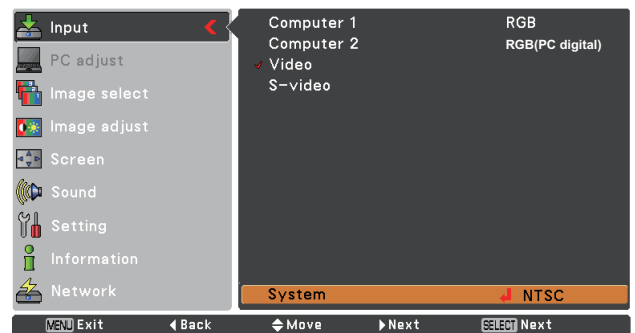 Input
PC adjust
Image select
Image adjust
Screen
Sound
Setting
Information
Network
Computer 1 RGB
Computer 2 RGB(PC digital)
Video
S-video
System NTSC
MENU Exit Back Move Next SELECT Next